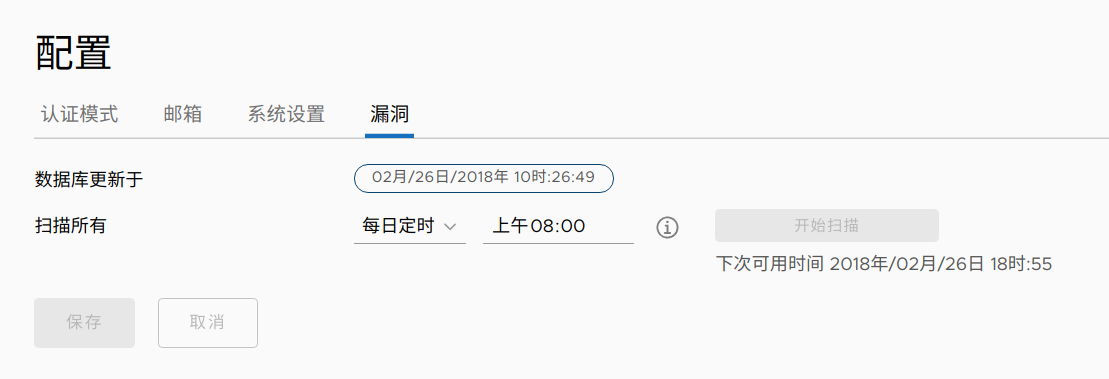 配置
认证模式 邮箱 系统设置 漏洞
数据库更新于 02月/26日/2018年 10时:26:49
扫描所有 每日定时 上午08:00 开始扫描
下次可用时间 2018年/02月/26日 18时:55
保存 取消